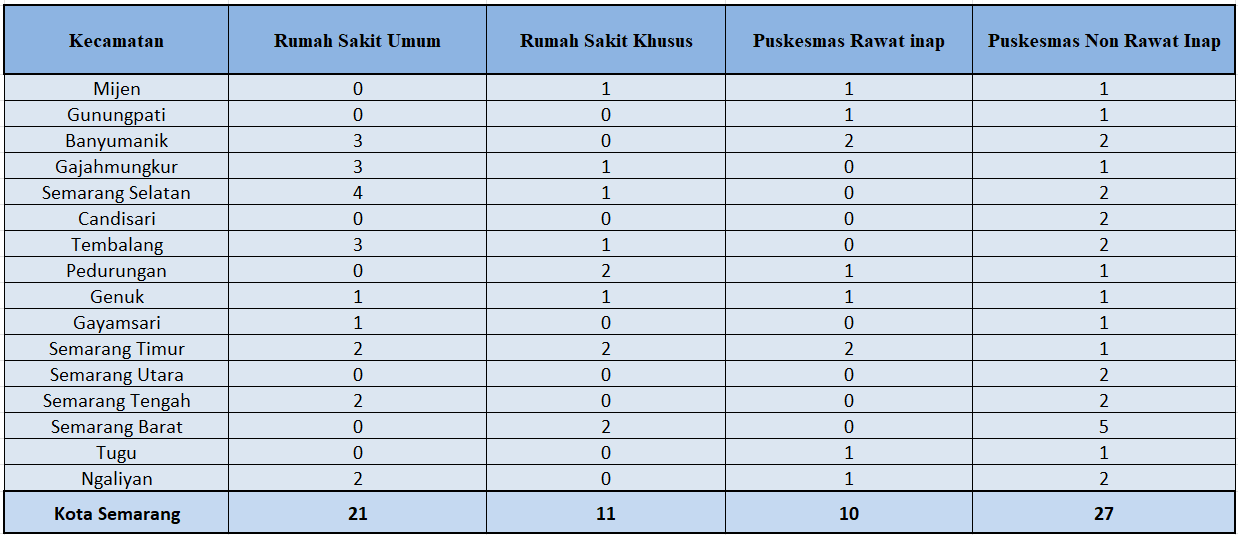 Kecamatan Rumah Sakit Umum Rumah Sakit Khusus Puskesmas Rawat inap Puskesmas Non Rawat Inap
Mijen 0 1 1 1
Gunungpati 0 0 1 1
Banyumanik 3 0 2 2
Gajahmungkur 3 1 0 1
Semarang Selatan 4 1 0 2
Candisari 0 0 0 2
Tembalang 3 1 0 2
Pedurungan 0 2 1 1
Genuk 1 1 1 1
Gayamsari 1 0 0 1
Semarang Timur 2 2 2 1
Semarang Utara 0 0 0 2
Semarang Tengah 2 0 0 2
Semarang Barat 0 2 0 5
Tugu 0 0 1 1
Ngaliyan 2 0 1 2
Kota Semarang 21 11 10 27